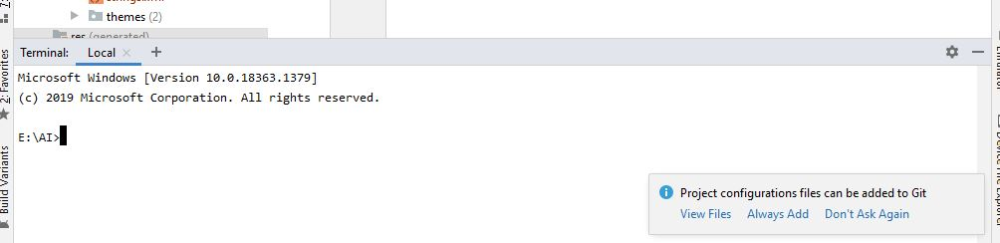 themes (2)
res (generated)
Terminal: Local × +
Microsoft Windows [Version 10.0.18363.1379]
(c) 2019 Microsoft Corporation. All rights reserved.
E:\AI>
2: Favorites
Build Variants
Project configurations files can be added to Git
View Files Always Add Don't Ask Again